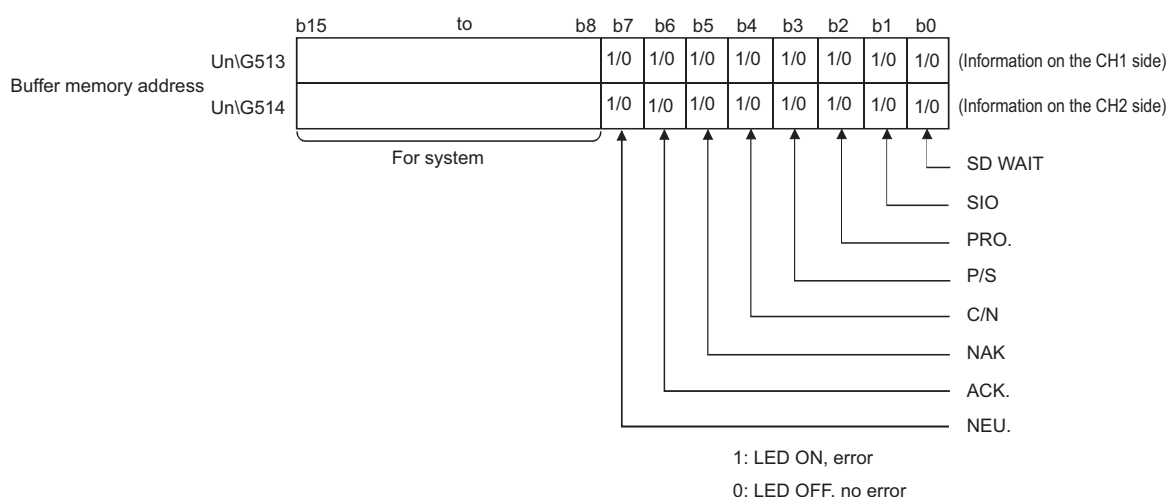 b15 to b8 b7 b6 b5 b4 b3 b2 b1 b0
Un\G513 1/0 1/0 1/0 1/0 1/0 1/0 1/0 1/0 (Information on the CH1 side)
Buffer memory address
Un\G514 1/0 1/0 1/0 1/0 1/0 1/0 1/0 1/0 (Information on the CH2 side)
For system
SD WAIT
SIO
PRO.
P/S
C/N
NAK
ACK.
NEU.
1: LED ON, error
0: LED OFF, no error